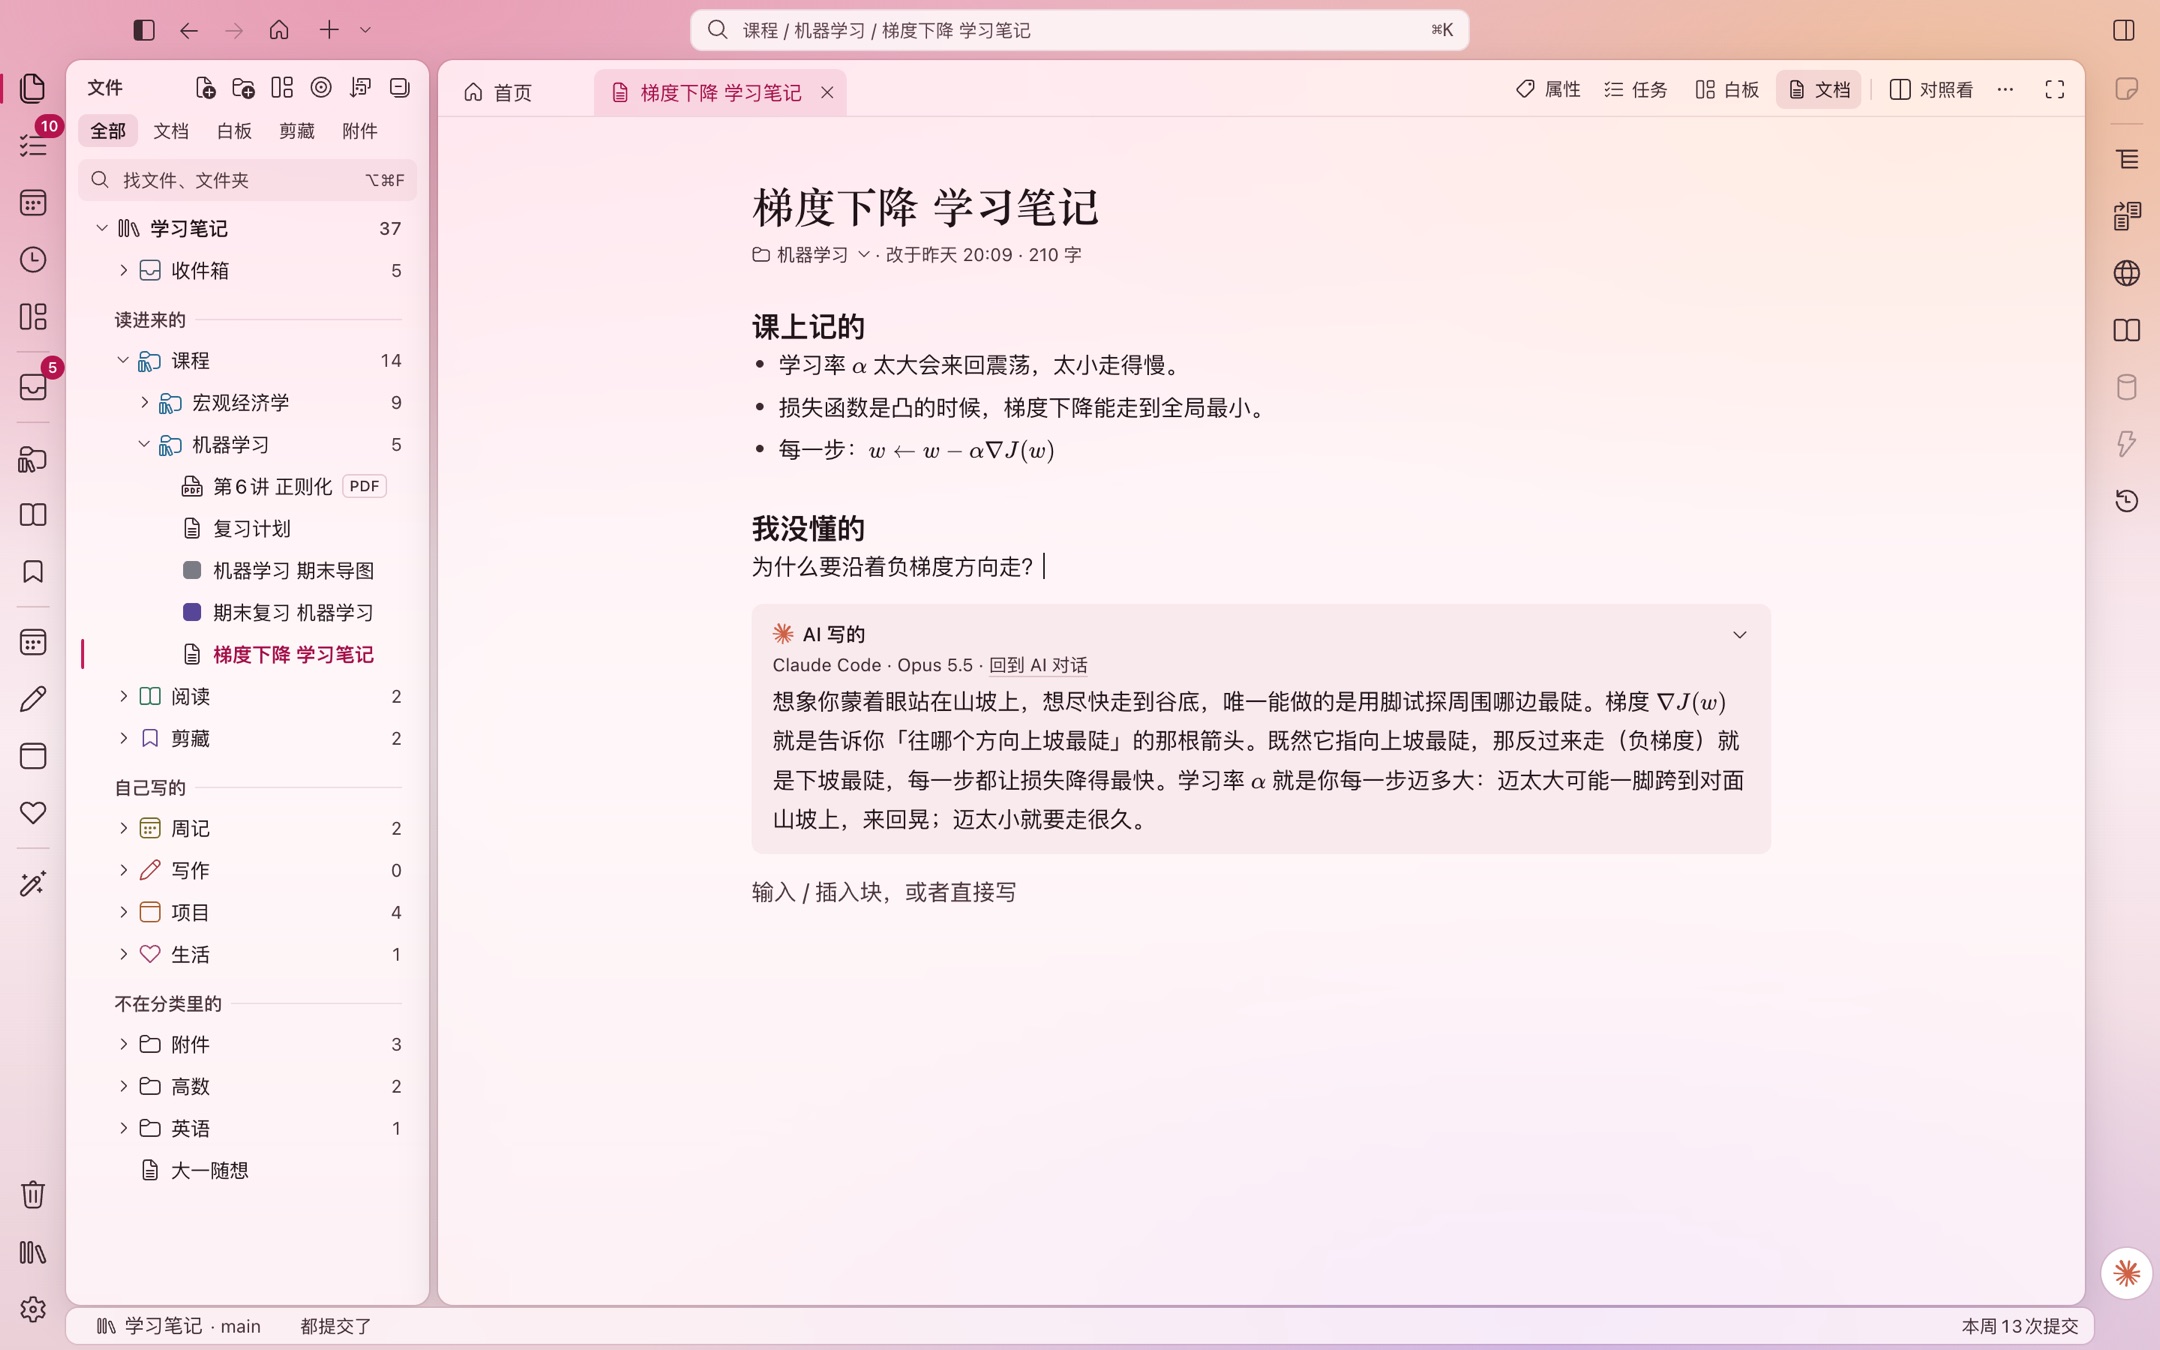 课程 / 机器学习 / 梯度下降 学习笔记 ⌘K
文件
10
全部 文档 白板 剪藏 附件
找文件、文件夹 ⌥⌘F
学习笔记 37
收件箱 5
读进来的
课程 14
5
宏观经济学 9
机器学习 5
第 6 讲 正则化 PDF
复习计划
机器学习 期末导图
期末复习 机器学习
梯度下降 学习笔记
阅读 2
剪藏 2
自己写的
周记 2
写作 0
项目 4
生活 1
不在分类里的
附件 3
高数 2
英语 1
大一随想
首页 梯度下降 学习笔记
属性 任务 白板 文档 对照看
梯度下降 学习笔记
机器学习 · 改于昨天 20:09 · 210 字
课上记的
• 学习率 α 太大会来回震荡，太小走得慢。
• 损失函数是凸的时候，梯度下降能走到全局最小。
• 每一步：w ← w − α∇J(w)
我没懂的
为什么要沿着负梯度方向走？
AI 写的
Claude Code · Opus 5.5 · 回到 AI 对话
想象你蒙着眼站在山坡上，想尽快走到谷底，唯一能做的是用脚试探周围哪边最陡。梯度 ∇J(w)
就是告诉你「往哪个方向上坡最陡」的那根箭头。既然它指向上坡最陡，那反过来走（负梯度）就
是下坡最陡，每一步都让损失降得最快。学习率 α 就是你每一步迈多大：迈太大可能一脚跨到对面
山坡上，来回晃；迈太小就要走很久。
输入 / 插入块，或者直接写
学习笔记 · main 都提交了
本周 13 次提交